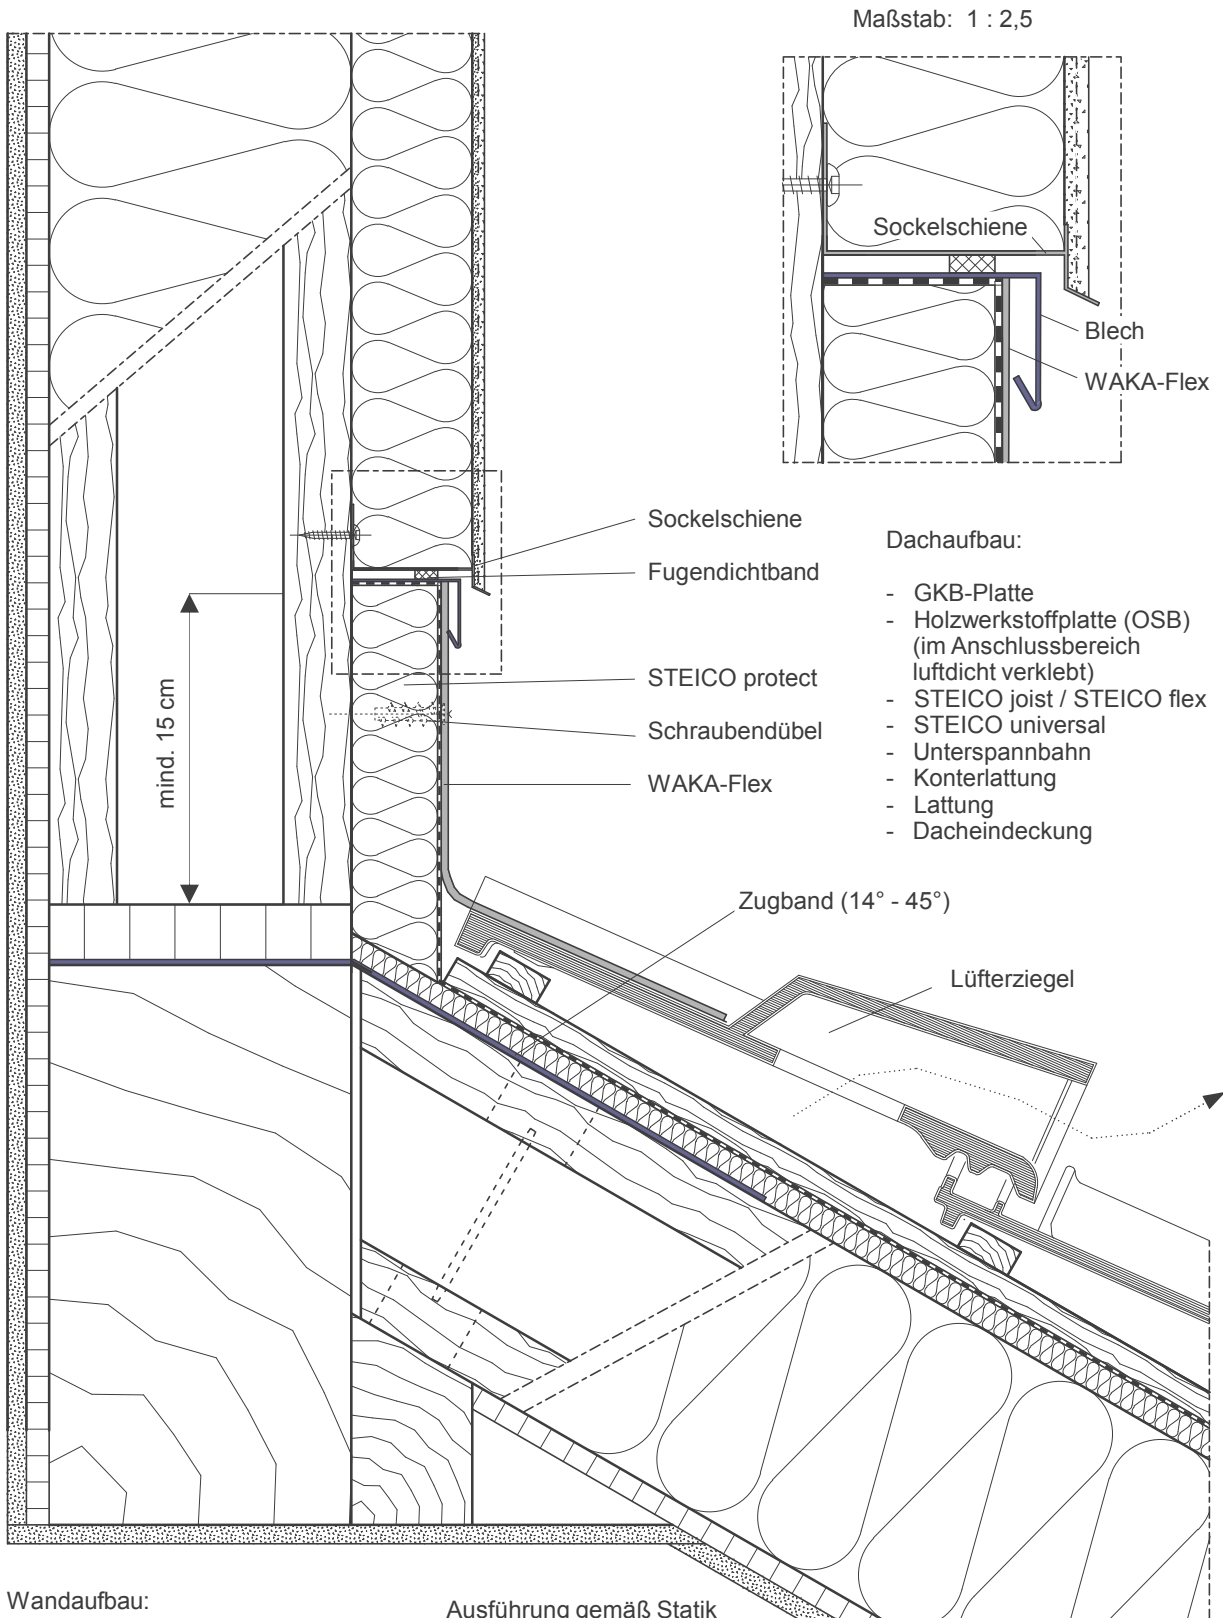 Maßstab: 1 : 2,5
Sockelschiene
Blech
WAKA-Flex
Sockelschiene
Fugendichtband
STEICO protect
Schraubendübel
WAKA-Flex
mind. 15 cm
Dachaufbau:
- GKB-Platte
- Holzwerkstoffplatte (OSB)
(im Anschlussbereich
luftdicht verklebt)
- STEICO joist / STEICO flex
- STEICO universal
- Unterspannbahn
- Konterlattung
- Lattung
- Dacheindeckung
Zugband (14° - 45°)
Lüfterziegel
Wandaufbau:
Ausführung gemäß Statik